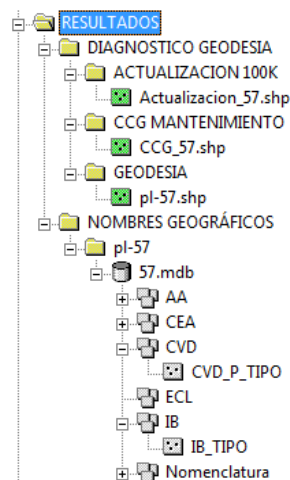 RESULTADOS
DIAGNOSTICO GEODESIA
ACTUALIZACION 100K
Actualizacion_57.shp
CCG MANTENIMIENTO
CCG_57.shp
GEODESIA
pl-57.shp
NOMBRES GEOGRÁFICOS
pl-57
57.mdb
AA
CEA
CVD
CVD_P_TIPO
ECL
IB
IB_TIPO
Nomenclatura